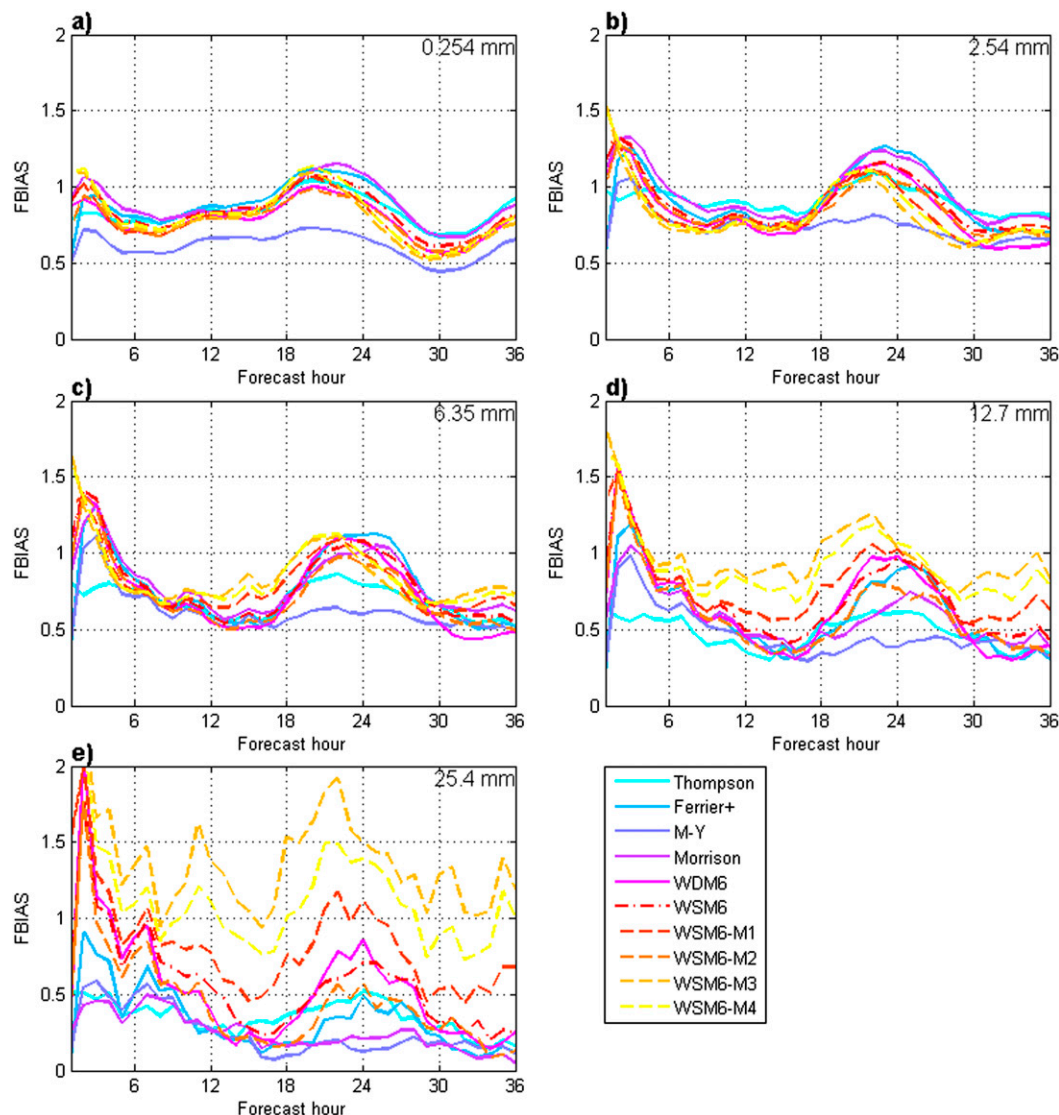 a)
0.254 mm
2
1.5
1
0.5
0
FBIAS
6 12 18 24 30 36
Forecast hour
b)
2.54 mm
2
1.5
1
0.5
0
FBIAS
6 12 18 24 30 36
Forecast hour
c)
6.35 mm
2
1.5
1
0.5
0
FBIAS
6 12 18 24 30 36
Forecast hour
d)
12.7 mm
2
1.5
1
0.5
0
FBIAS
6 12 18 24 30 36
Forecast hour
e)
25.4 mm
2
1.5
1
0.5
0
FBIAS
6 12 18 24 30 36
Forecast hour
Thompson
Ferrier+
M-Y
Morrison
WDM6
WSM6
WSM6-M1
WSM6-M2
WSM6-M3
WSM6-M4